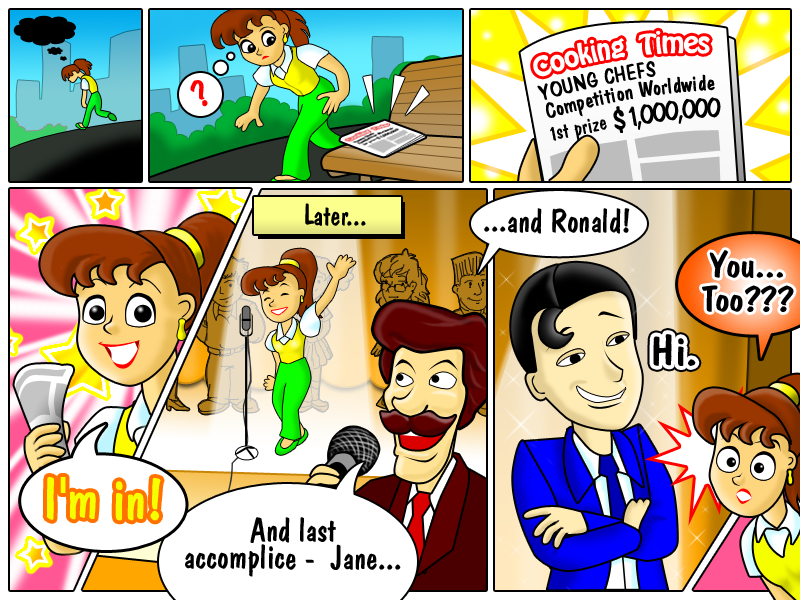 ?
Cooking Times
YOUNG CHEFS
Competition Worldwide
1st prize $1,000,000
I'm in!
Later...
And last
accomplice - Jane...
...and Ronald!
Hi.
You...
Too???